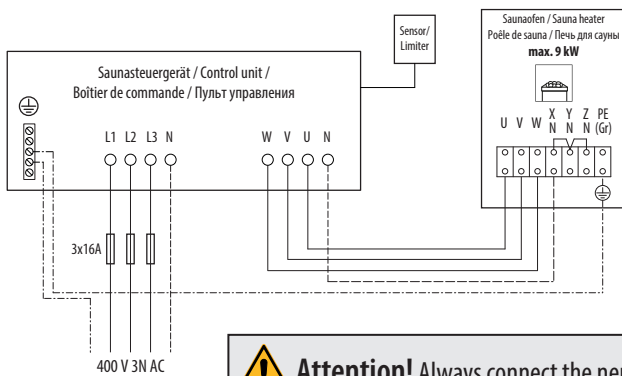 Sensor/
Limiter
Saunaofen / Sauna heater
Poêle de sauna / Печь для сауны
max. 9 kW
Saunasteuergerät / Control unit /
Boîtier de commande / Пульт управления
L1 L2 L3 N
W V U N
U V W X Y Z PE
N N N (Gr)
3x16A
400 V 3N AC
Attention! Always connect the